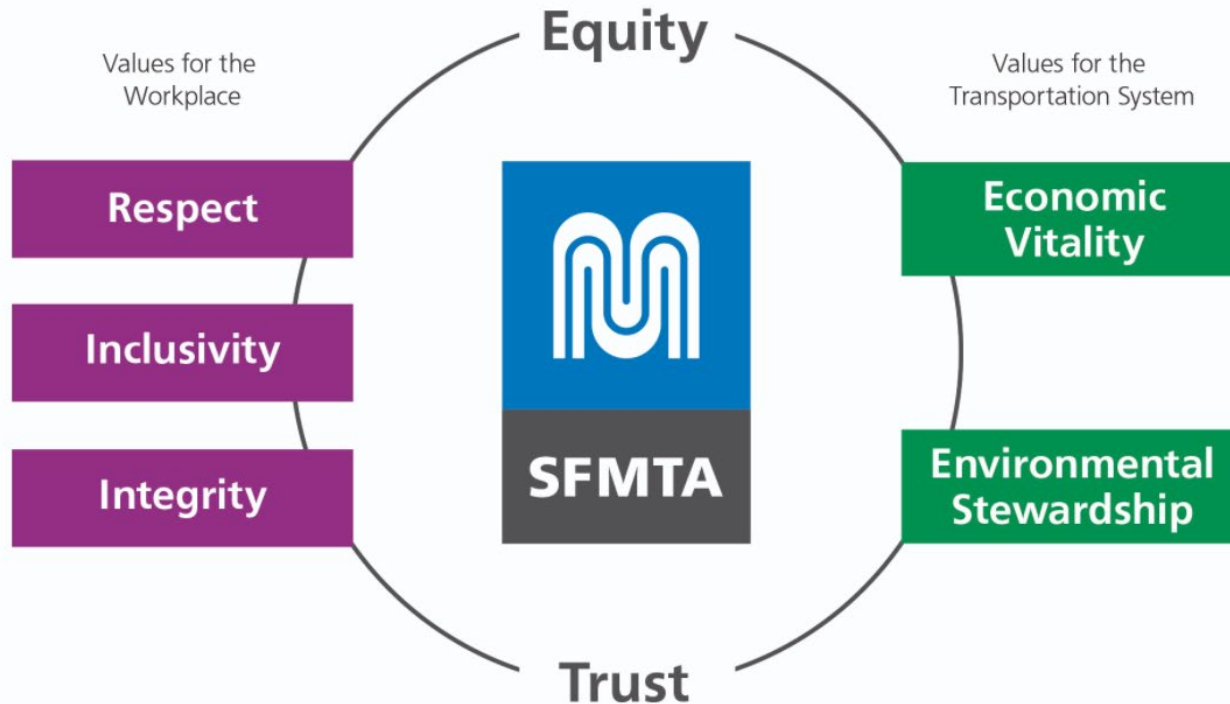 Equity
Values for the
Workplace
Respect
Inclusivity
Integrity
SFMTA
Values for the
Transportation System
Economic
Vitality
Environmental
Stewardship
Trust